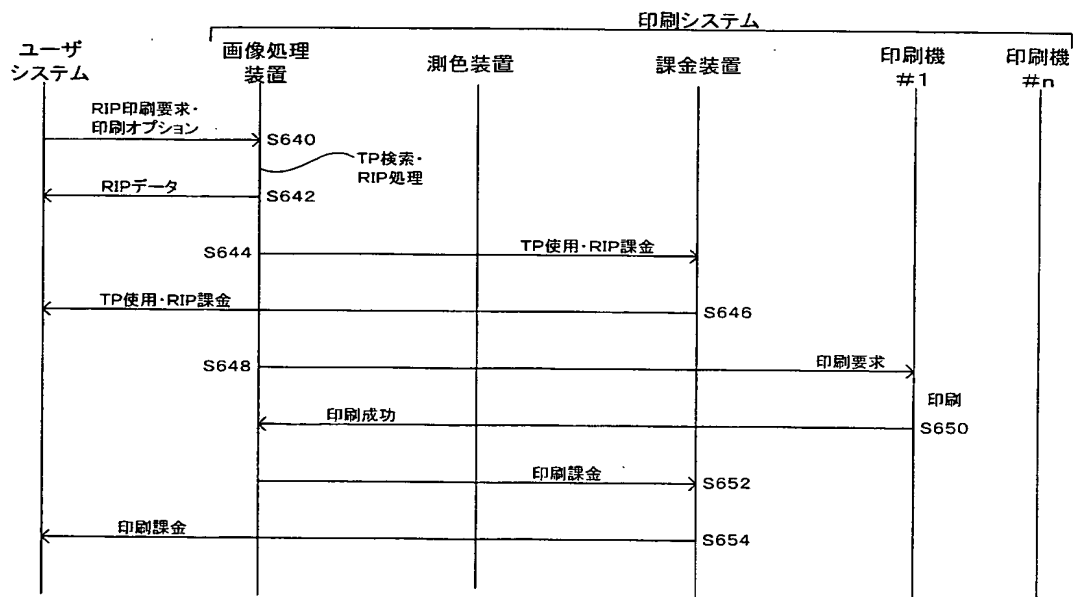 印刷システム
ユーザ
システム
画像処理
装置
測色装置
課金装置
印刷機
#1
印刷機
#n
RIP印刷要求・
印刷オプション
S640
TP検索・
RIP処理
RIPデータ
S642
S644
TP使用・RIP課金
TP使用・RIP課金
S646
S648
印刷要求
印刷
印刷成功
S650
印刷課金
S652
印刷課金
S654